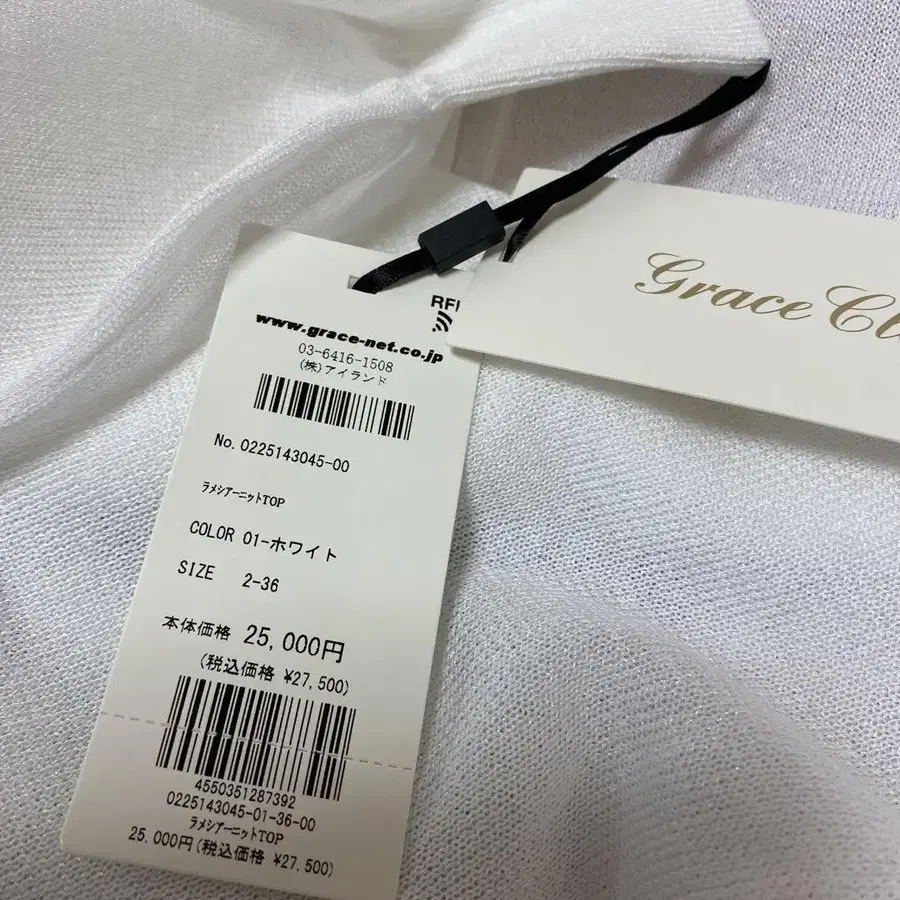 RF
www.grace-net.co.jp
03-6416-1508
(株)アイランド
No. 0225143045-00
ラメシアーニットTOP
COLOR 01-ホワイト
SIZE 2-36
本体価格 25,000円
(税込価格 ¥27,500)
4550351287392
0225143045-01-36-00
ラメシアーニットTOP
25,000円(税込価格 ¥27,500)
Grace